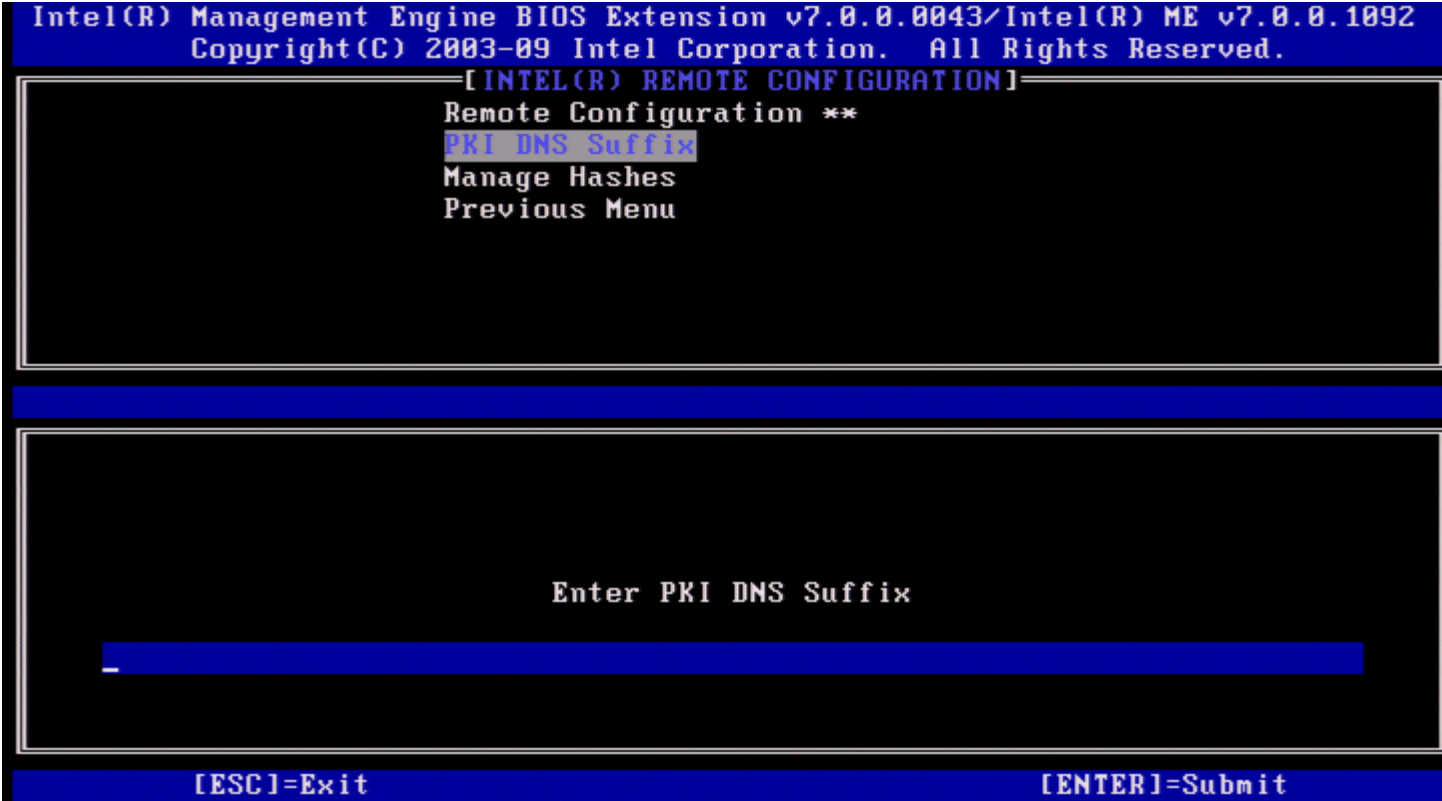 Intel(R) Management Engine BIOS Extension v7.0.0.0043/Intel(R) ME v7.0.0.1092
Copyright(C) 2003-09 Intel Corporation. All Rights Reserved.
[INTEL(R) REMOTE CONFIGURATION]
Remote Configuration **
PKI DNS Suffix
Manage Hashes
Previous Menu
Enter PKI DNS Suffix
_
[ESC]=Exit [ENTER]=Submit